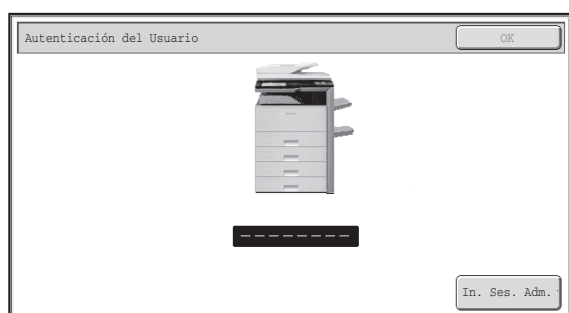 Autenticación del Usuario
OK
--------
In. Ses. Adm.